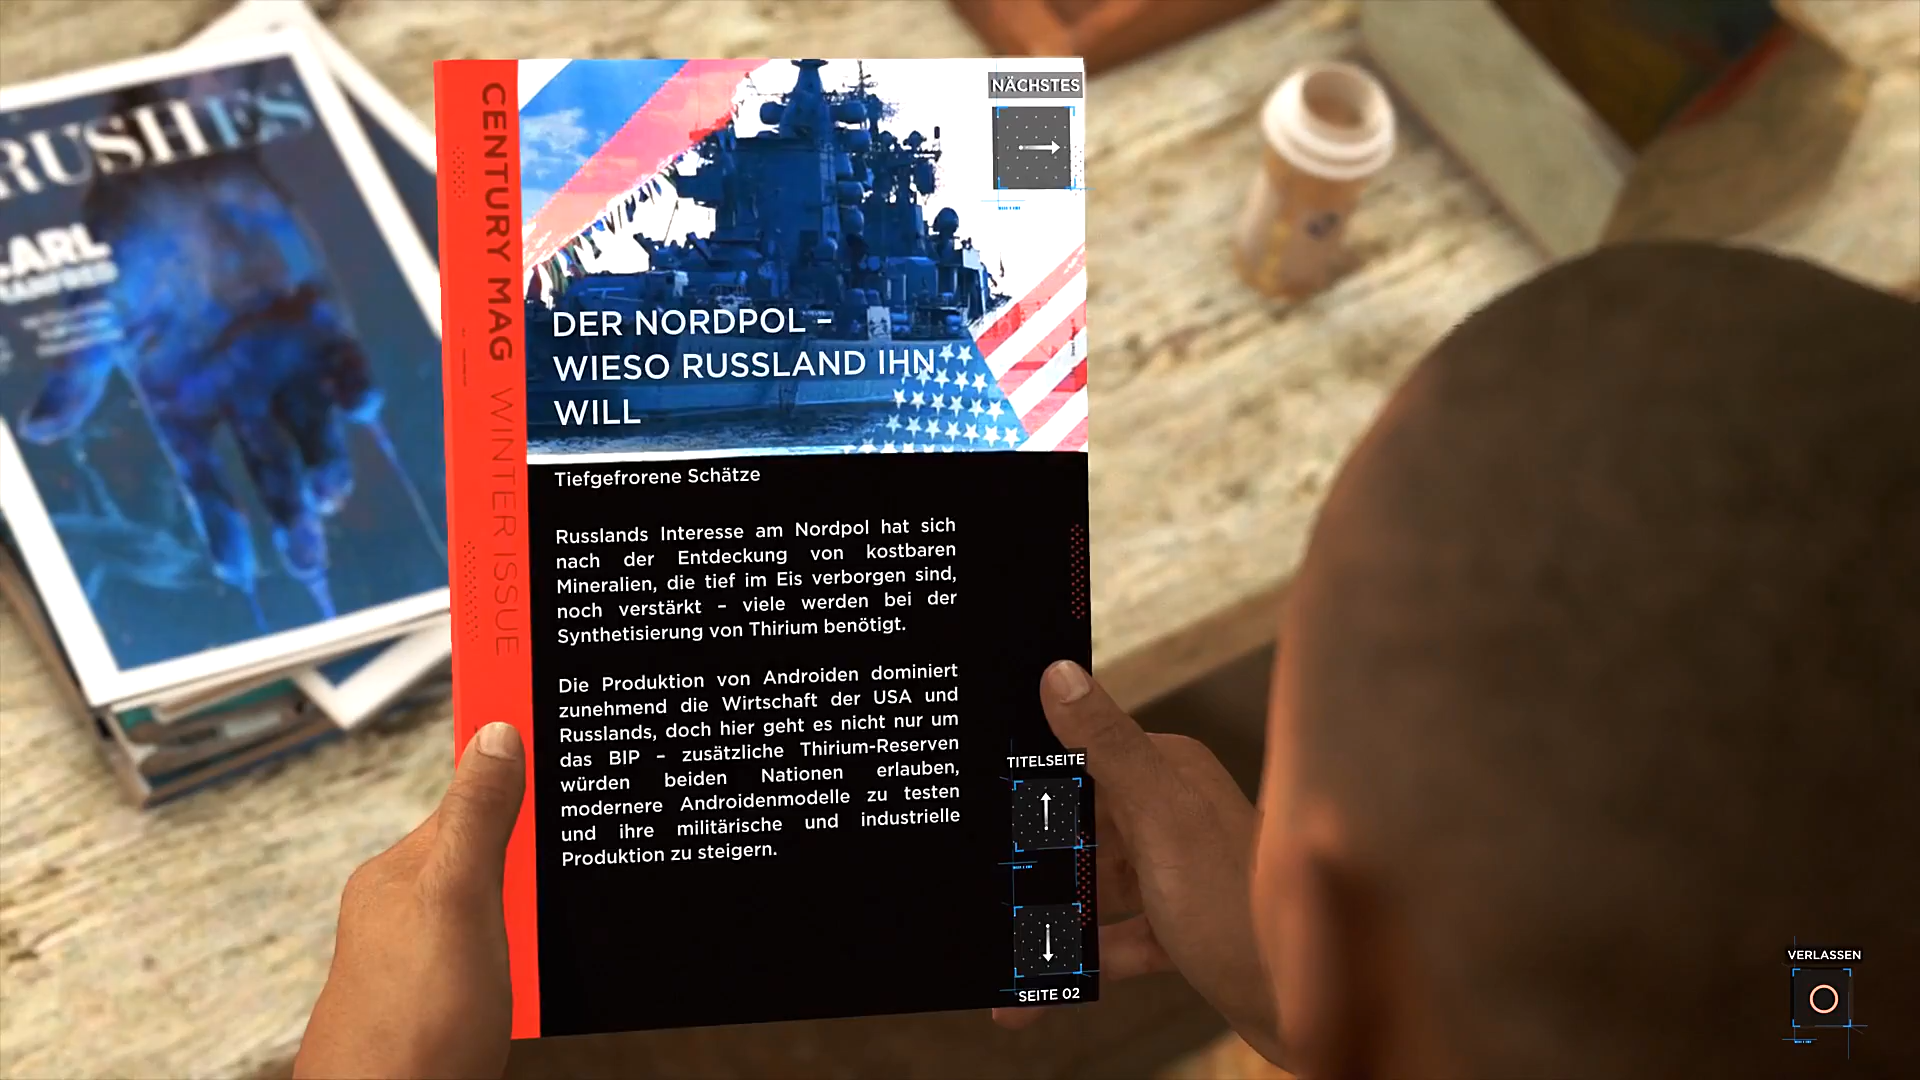 RUSHES
CARL
MANFRED
CENTURY MAG WINTER ISSUE
NÄCHSTES
DER NORDPOL –
WIESO RUSSLAND IHN
WILL
Tiefgefrorene Schätze
Russlands Interesse am Nordpol hat sich
nach der Entdeckung von kostbaren
Mineralien, die tief im Eis verborgen sind,
noch verstärkt – viele werden bei der
Synthetisierung von Thirium benötigt.
Die Produktion von Androiden dominiert
zunehmend die Wirtschaft der USA und
Russlands, doch hier geht es nicht nur um
das BIP – zusätzliche Thirium-Reserven
würden beiden Nationen erlauben,
modernere Androidenmodelle zu testen
und ihre militärische und industrielle
Produktion zu steigern.
TITELSEITE
SEITE 02
VERLASSEN